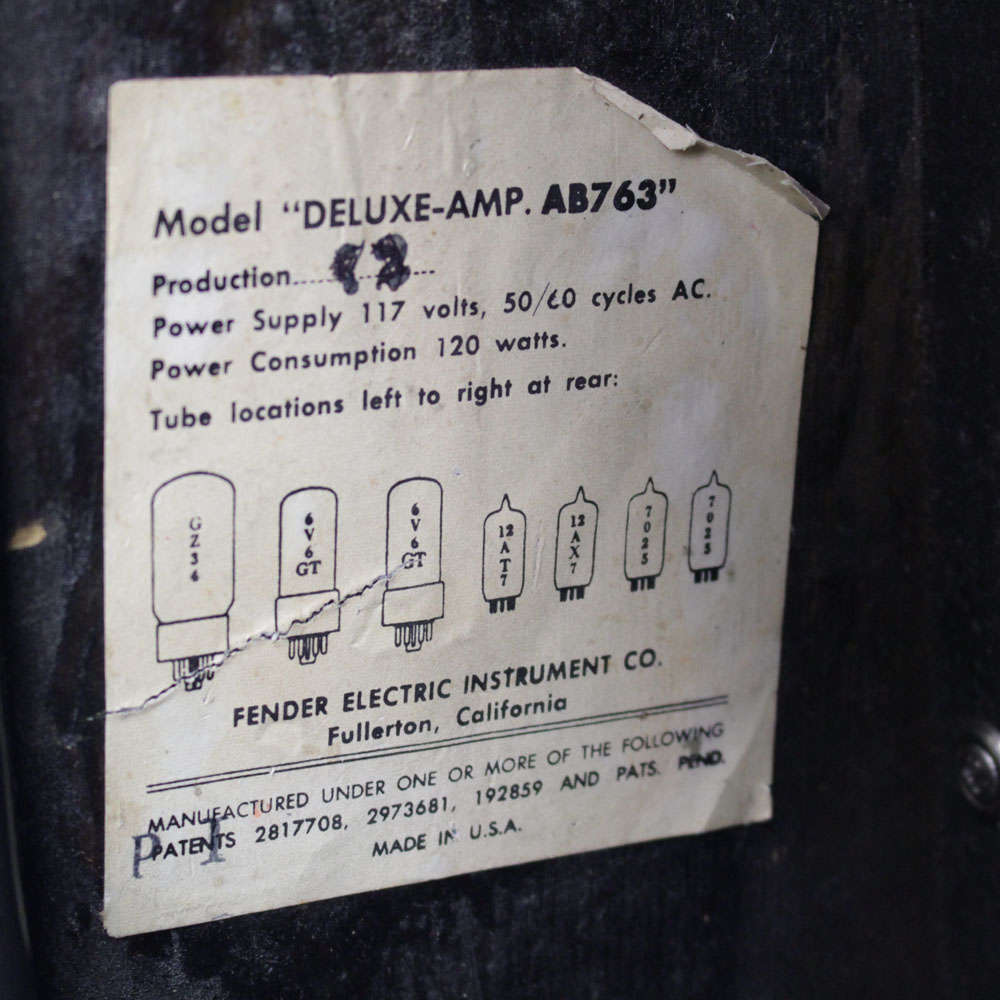 Model “DELUXE-AMP. AB763”
Production.....
Power Supply 117 volts, 50/60 cycles AC.
Power Consumption 120 watts.
Tube locations left to right at rear:
GZ34 6V6GT 6V6GT 12AT7 12AX7 7025 7025
FENDER ELECTRIC INSTRUMENT CO.
Fullerton, California
MANUFACTURED UNDER ONE OR MORE OF THE FOLLOWING
PATENTS 2817708, 2973681, 192859 AND PATS. PEND.
MADE IN U.S.A.
P 1